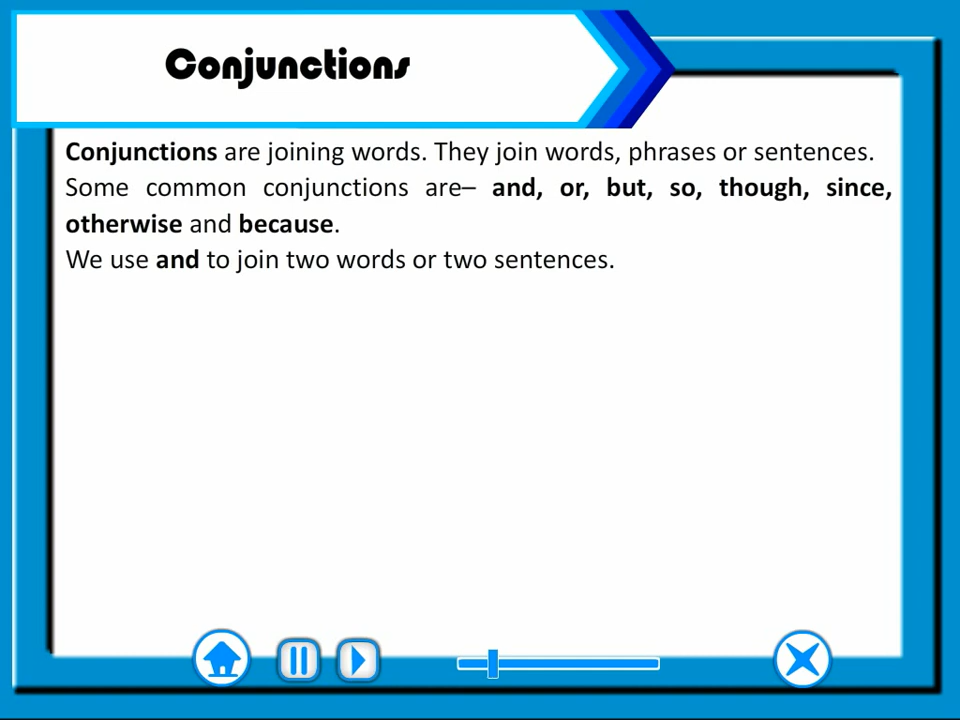 Conjunctions
Conjunctions are joining words. They join words, phrases or sentences.
Some common conjunctions are– and, or, but, so, though, since,
otherwise and because.
We use and to join two words or two sentences.